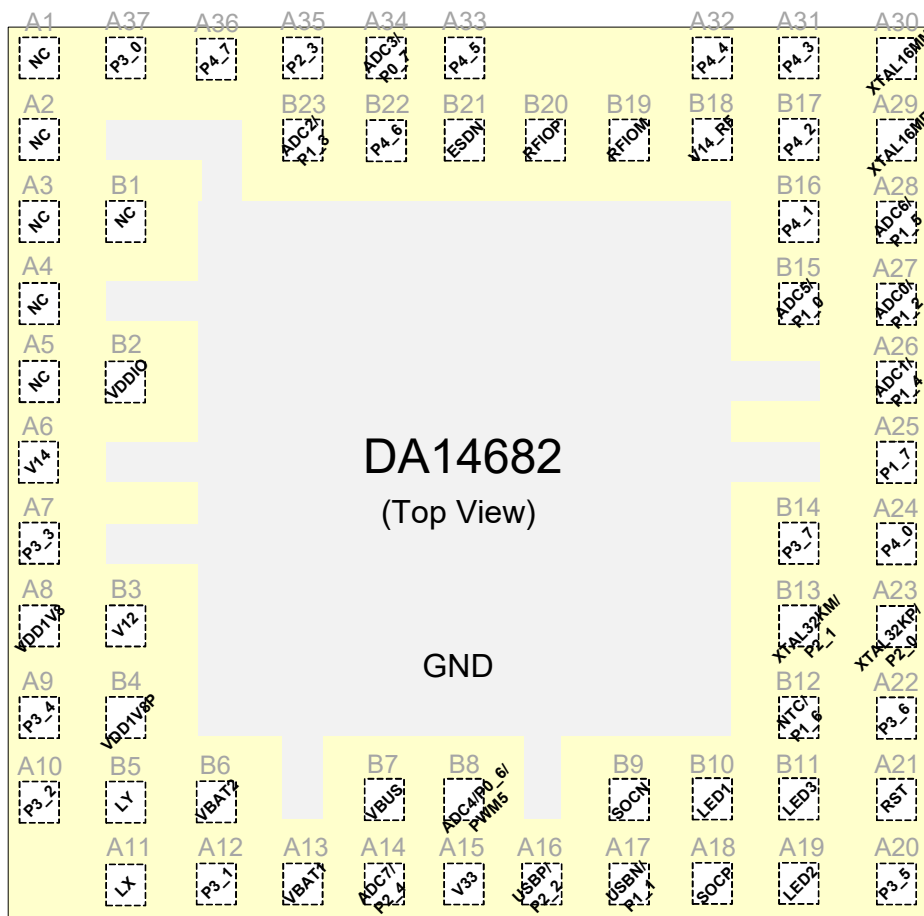 A1 A37 A36 A35 A34 A33 A32 A31 A30
NC P3_0 P4_7 P2_3 ADC3/ P0_7 P4_5 P4_4 P4_3
A2 B23 B22 B21 B20 B19 B18 B17 A29
NC ADC2/ P1_3 P4_6 ESDN RFIOP RFIOM V14_RF P4_2
A3 B1 B16 A28
NC NC P4_1 ADC6/ P1_5
A4 B15 A27
NC ADC5/ P1_0 ADC0/ P1_2
A5 B2 A26
NC VDDIO ADC1/ P1_4
A6 A25
V14 P1_7
DA14682
(Top View)
A7 B14 A24
P3_3 P3_7 P4_0
A8 B3 B13 A23
VDD1V8 V12 XTAL32KM/ P2_1 XTAL32KP/ P2_0
GND
A9 B4 B12 A22
P3_4 VDD1V8P NTC/ P1_6 P3_6
A10 B5 B6 B7 B8 B9 B10 B11 A21
P3_2 LY VBAT2 VBUS ADC4/P0_6/ PWM5 SOCN LED1 LED3 RST
A11 A12 A13 A14 A15 A16 A17 A18 A19 A20
LX P3_1 VBAT1 ADC7/ P2_4 V33 USBP/ P2_2 USBN/ P1_1 SOCP LED2 P3_5